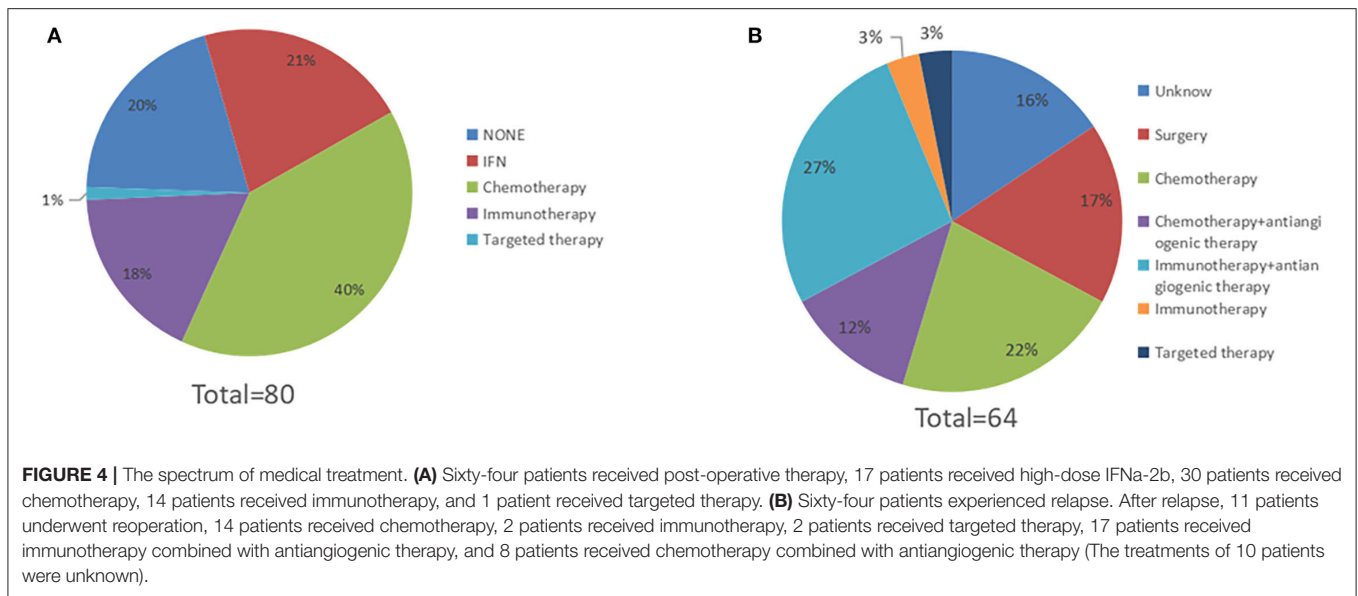 A
21%
20%
1%
18%
40%
NONE
IFN
Chemotherapy
Immunotherapy
Targeted therapy
Total=80
B
3%
3%
16%
27%
17%
12%
22%
Unknow
Surgery
Chemotherapy
Chemotherapy+antiangi
ogenic therapy
Immunotherapy+antian
giogenic therapy
Immunotherapy
Targeted therapy
Total=64
FIGURE 4 | The spectrum of medical treatment. (A) Sixty-four patients received post-operative therapy, 17 patients received high-dose IFNa-2b, 30 patients received
chemotherapy, 14 patients received immunotherapy, and 1 patient received targeted therapy. (B) Sixty-four patients experienced relapse. After relapse, 11 patients
underwent reoperation, 14 patients received chemotherapy, 2 patients received immunotherapy, 2 patients received targeted therapy, 17 patients received
immunotherapy combined with antiangiogenic therapy, and 8 patients received chemotherapy combined with antiangiogenic therapy (The treatments of 10 patients
were unknown).